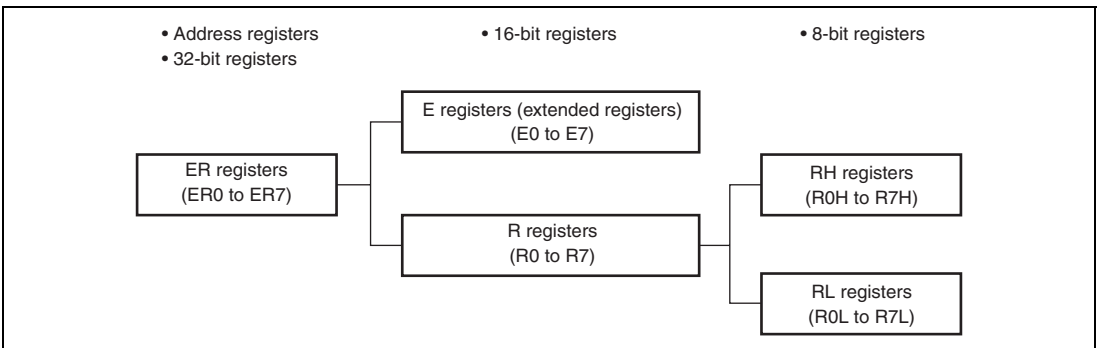 • Address registers
• 32-bit registers
• 16-bit registers
• 8-bit registers
E registers (extended registers)
(E0 to E7)
ER registers
(ER0 to ER7)
RH registers
(R0H to R7H)
R registers
(R0 to R7)
RL registers
(R0L to R7L)